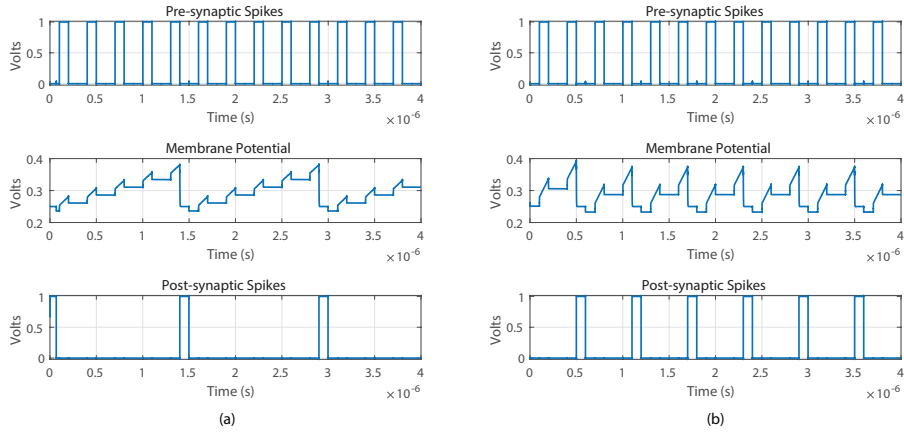 Pre-synaptic Spikes
Volts
1
0.5
0
0 0.5 1 1.5 2 2.5 3 3.5 4
Time (s)
× 10⁻⁶
Membrane Potential
Volts
0.4
0.3
0.2
0 0.5 1 1.5 2 2.5 3 3.5 4
Time (s)
× 10⁻⁶
Post-synaptic Spikes
Volts
1
0.5
0
0 0.5 1 1.5 2 2.5 3 3.5 4
Time (s)
× 10⁻⁶
(a)
Pre-synaptic Spikes
Volts
1
0.5
0
0 0.5 1 1.5 2 2.5 3 3.5 4
Time (s)
× 10⁻⁶
Membrane Potential
Volts
0.4
0.3
0.2
0 0.5 1 1.5 2 2.5 3 3.5 4
Time (s)
× 10⁻⁶
Post-synaptic Spikes
Volts
1
0.5
0
0 0.5 1 1.5 2 2.5 3 3.5 4
Time (s)
× 10⁻⁶
(b)